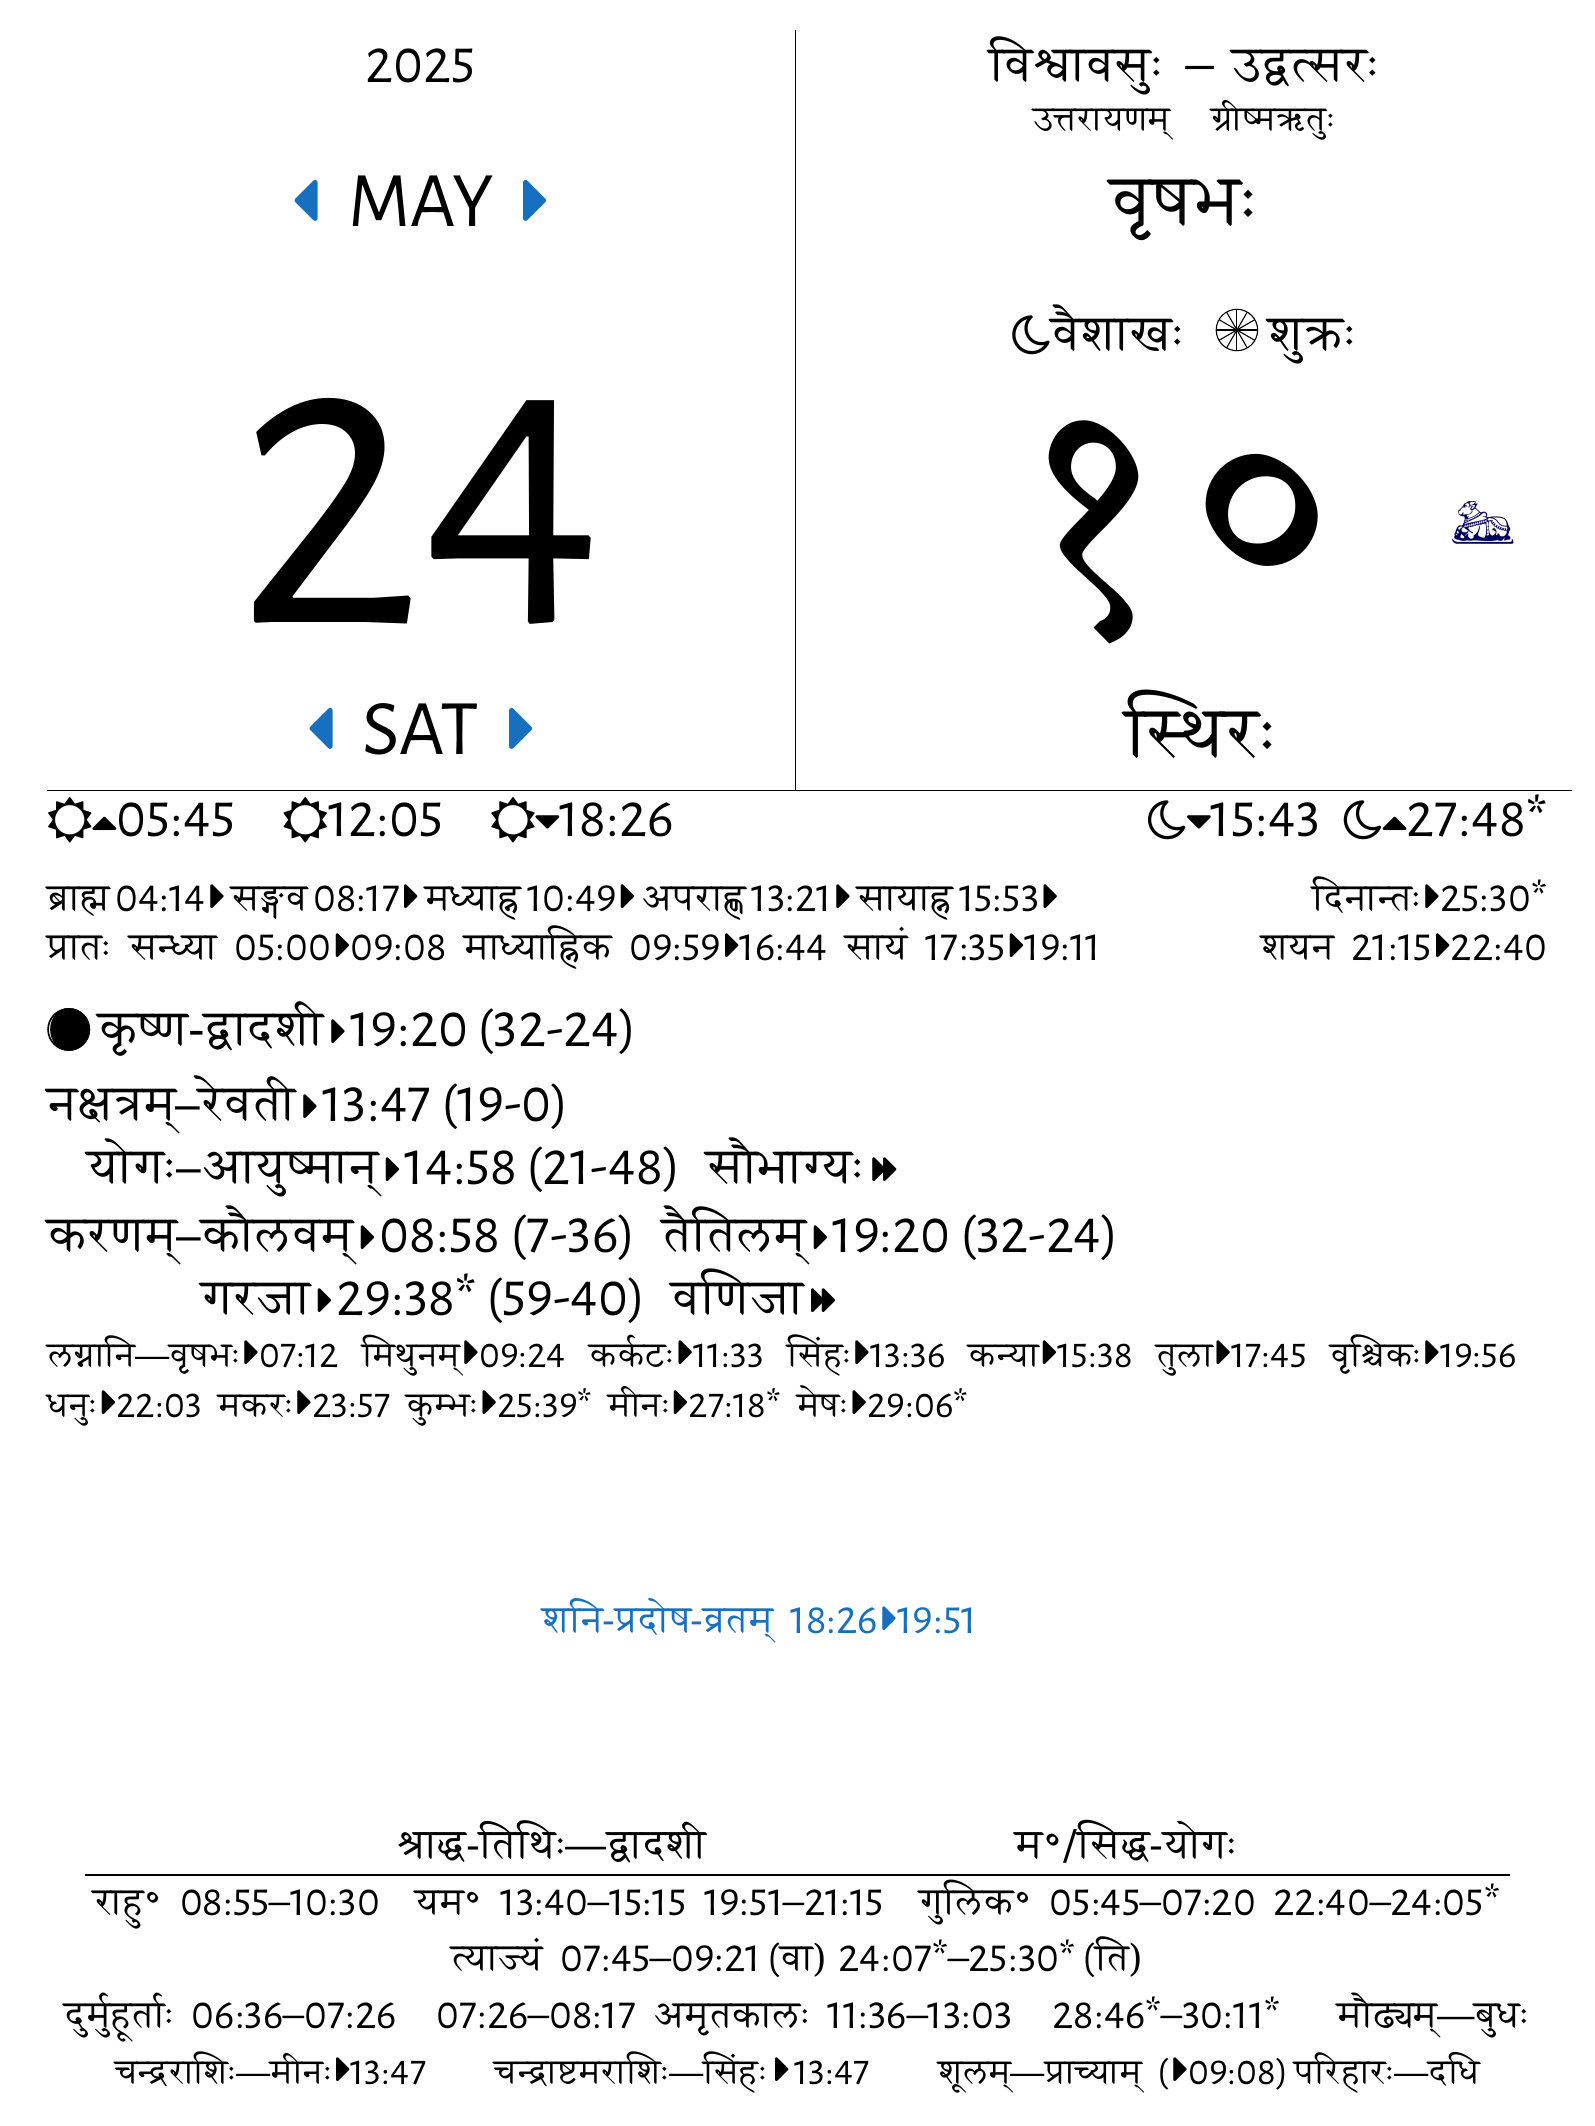 2025
MAY
24
SAT
विश्वावसुः – उद्वत्सरः
उत्तरायणम् ग्रीष्मऋतुः
वृषभः
वैशाखः शुक्रः
१०
स्थिरः
05:45 12:05 18:26 15:43 27:48*
ब्राह्म 04:14 सङ्गव 08:17 मध्याह्न 10:49 अपराह्ण 13:21 सायाह्न 15:53 दिनान्तः 25:30*
प्रातः सन्ध्या 05:00 09:08 माध्याह्निक 09:59 16:44 सायं 17:35 19:11 शयन 21:15 22:40
कृष्ण-द्वादशी 19:20 (32-24)
नक्षत्रम्–रेवती 13:47 (19-0)
योगः–आयुष्मान् 14:58 (21-48) सौभाग्यः
करणम्–कौलवम् 08:58 (7-36) तैतिलम् 19:20 (32-24)
गरजा 29:38* (59-40) वणिजा
लग्नानि—वृषभः 07:12 मिथुनम् 09:24 कर्कटः 11:33 सिंहः 13:36 कन्या 15:38 तुला 17:45 वृश्चिकः 19:56
धनुः 22:03 मकरः 23:57 कुम्भः 25:39* मीनः 27:18* मेषः 29:06*
शनि-प्रदोष-व्रतम् 18:26 19:51
श्राद्ध-तिथिः—द्वादशी म॰/सिद्ध-योगः
राहु॰ 08:55–10:30 यम॰ 13:40–15:15 19:51–21:15 गुलिक॰ 05:45–07:20 22:40–24:05*
त्याज्यं 07:45–09:21 (वा) 24:07*–25:30* (ति)
दुर्मुहूर्ताः 06:36–07:26 07:26–08:17 अमृतकालः 11:36–13:03 28:46*–30:11* मौढ्यम्—बुधः
चन्द्रराशिः—मीनः 13:47 चन्द्राष्टमराशिः—सिंहः 13:47 शूलम्—प्राच्याम् (09:08) परिहारः—दधि